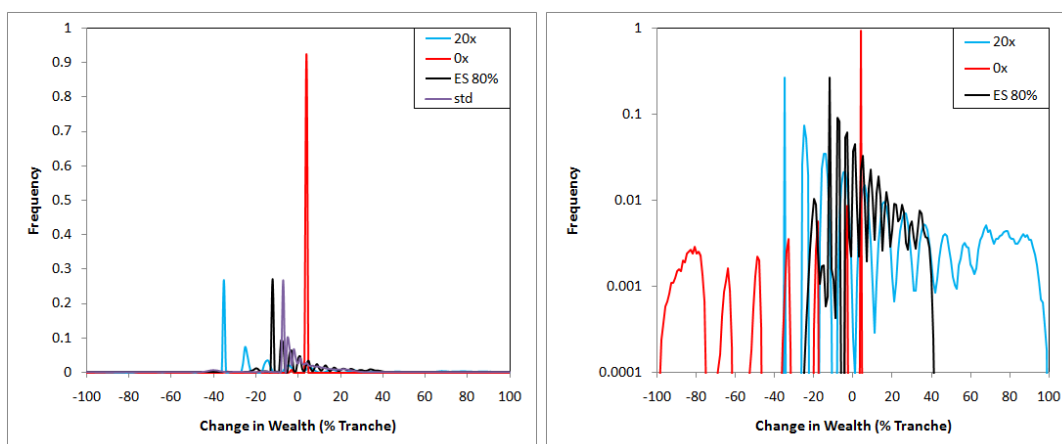 1
0.9
0.8
0.7
0.6
0.5
0.4
0.3
0.2
0.1
0
Frequency
-100 -80 -60 -40 -20 0 20 40 60 80 100
Change in Wealth (% Tranche)
20x
0x
ES 80%
std
1
0.1
0.01
0.001
0.0001
Frequency
-100 -80 -60 -40 -20 0 20 40 60 80 100
Change in Wealth (% Tranche)
20x
0x
ES 80%